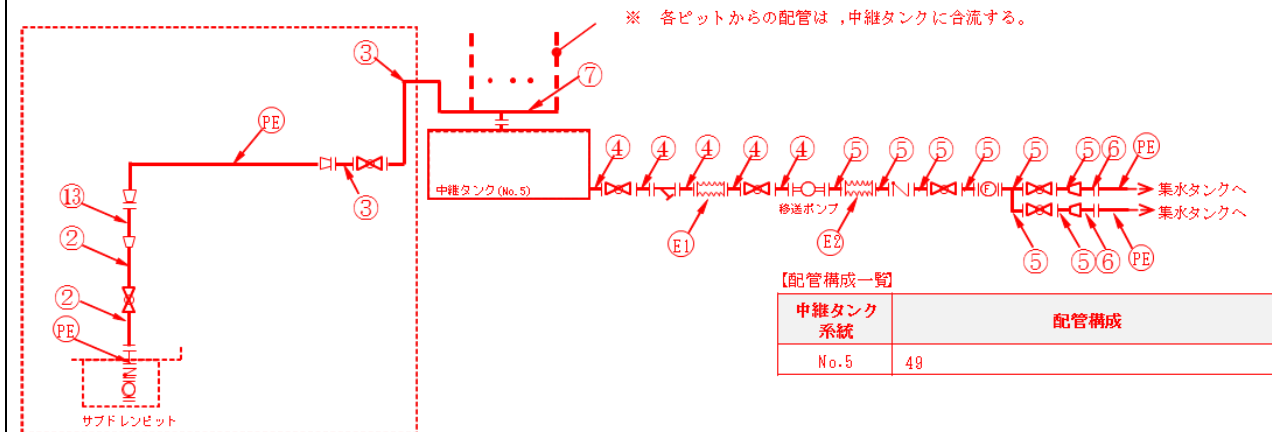 ※ 各ピットからの配管は ,中継タンクに合流する。
③
⑦
PE
④ ④ ④ ④ ④ ⑤ ⑤ ⑤ ⑤ ⑤ ⑤ ⑥ PE
中継タンク(No.5)
F
集水タンクへ
移送ポンプ
集水タンクへ
⑬
③
②
E1
E2
⑤ ⑤ ⑥ PE
②
PE
サブドレンピット
【配管構成一覧】
中継タンク
系統
配管構成
No.5
49